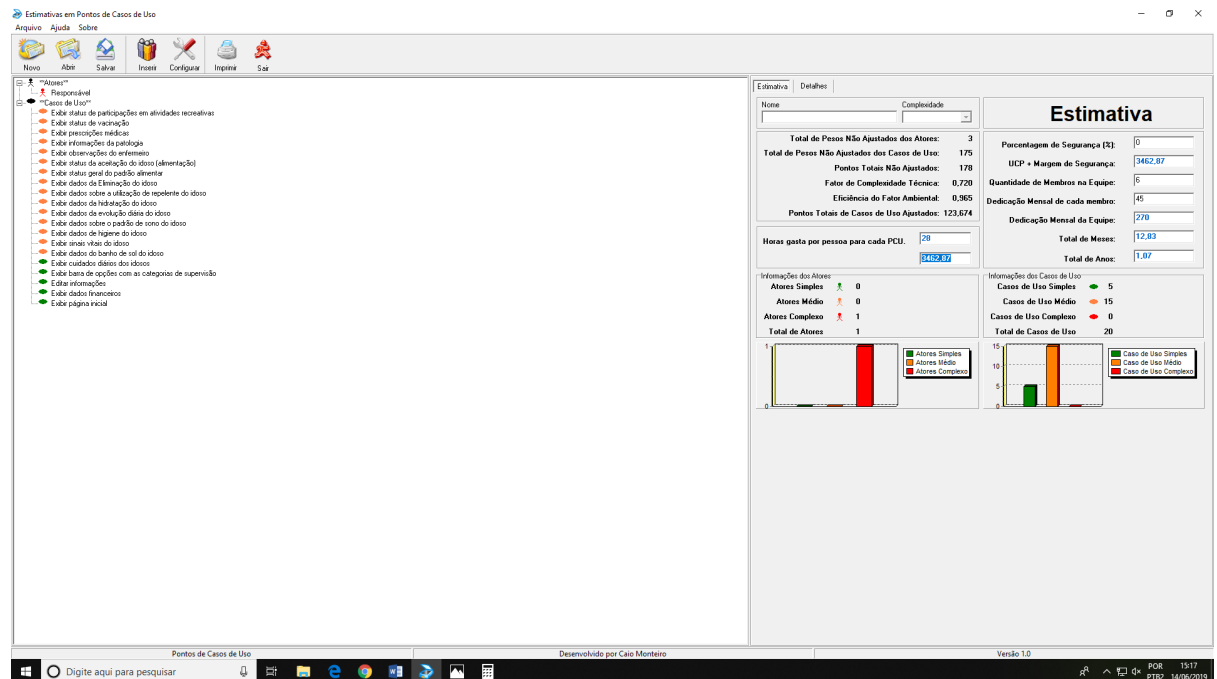 Estimativas em Pontos de Casos de Uso
Arquivo Ajuda Sobre
Novo Abrir Salvar Inserir Configurar Imprimir Sair
**Atores**
Responsável
**Casos de Uso**
Exibir status de participações em atividades recreativas
Exibir status de vacinação
Exibir prescrições médicas
Exibir informações da patologia
Exibir observações do enfermeiro
Exibir status da aceitação do idoso (alimentação)
Exibir status geral do padrão alimentar
Exibir dados da Eliminação do idoso
Exibir dados sobre a utilização de repelente do idoso
Exibir dados da hidratação do idoso
Exibir dados da evolução diária do idoso
Exibir dados sobre o padrão de sono do idoso
Exibir dados de higiene do idoso
Exibir sinais vitais do idoso
Exibir dados do banho de sol do idoso
Exibir cuidados diários dos idosos
Exibir barra de opções com as categorias de supervisão
Editar informações
Exibir dados financeiros
Exibir página inicial
Estimativa Detalhes
Nome Complexidade
Total de Pesos Não Ajustados dos Atores: 3
Total de Pesos Não Ajustados dos Casos de Uso: 175
Pontos Totais Não Ajustados: 178
Fator de Complexidade Técnica: 0,720
Eficiência do Fator Ambiental: 0,965
Pontos Totais de Casos de Uso Ajustados: 123,674
Horas gasta por pessoa para cada PCU. 28
3462,87
Estimativa
Porcentagem de Segurança (%): 0
UCP + Margem de Segurança: 3462,87
Quantidade de Membros na Equipe: 6
Dedicação Mensal de cada membro: 45
Dedicação Mensal da Equipe: 270
Total de Meses: 12,83
Total de Anos: 1,07
Informações dos Atores
Atores Simples 0
Atores Médio 0
Atores Complexo 1
Total de Atores 1
Informações dos Casos de Uso
Casos de Uso Simples 5
Casos de Uso Médio 15
Casos de Uso Complexo 0
Total de Casos de Uso 20
1
0
Atores Simples
Atores Médio
Atores Complexo
15
10
5
0
Caso de Uso Simples
Caso de Uso Médio
Caso de Uso Complexo
Pontos de Casos de Uso Desenvolvido por Caio Monteiro Versão 1.0
Digite aqui para pesquisar
POR 15:17
PTB2 14/06/2019